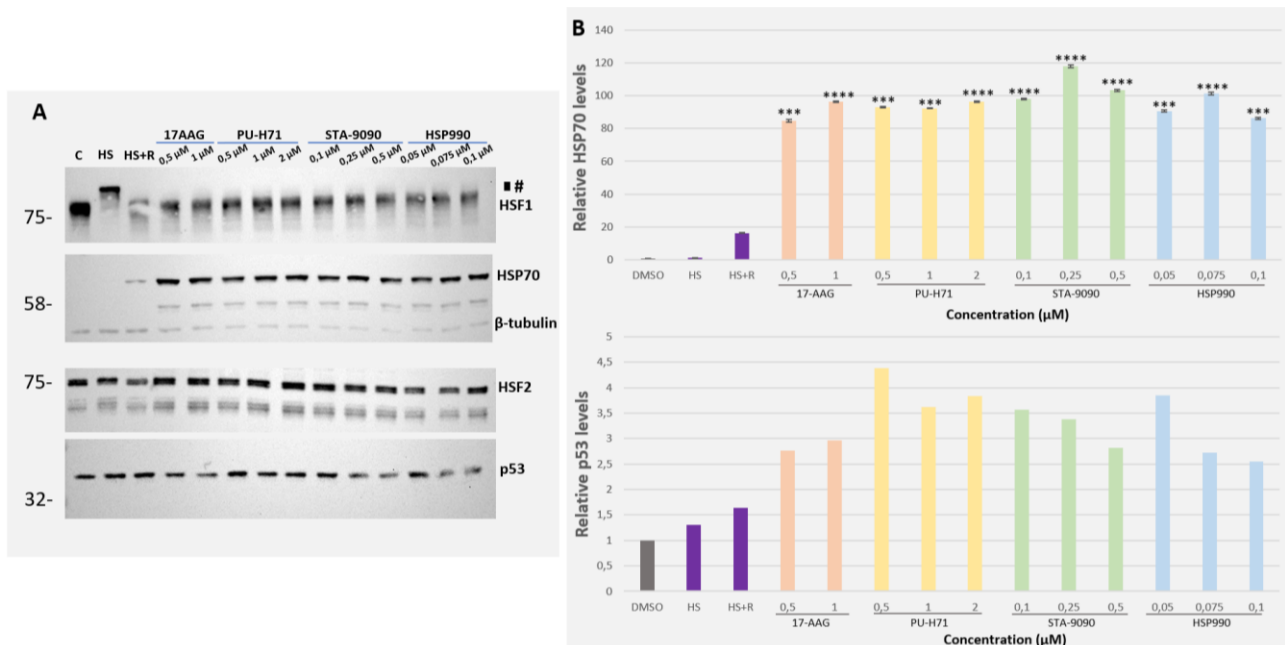 A
17AAG PU-H71 STA-9090 HSP990
C HS HS+R 0,5 µM 1 µM 0,5 µM 1 µM 2 µM 0,1 µM 0,25 µM 0,5 µM 0,05 µM 0,075 µM 0,1 µM
#
HSF1
75-
HSP70
58-
β-tubulin
75-
HSF2
p53
32-
B
Relative HSP70 levels
140
120
100
80
60
40
20
0
*** **** *** *** **** **** **** **** *** **** ***
DMSO HS HS+R 0,5 1 0,5 1 2 0,1 0,25 0,5 0,05 0,075 0,1
17-AAG PU-H71 STA-9090 HSP990
Concentration (µM)
Relative p53 levels
5
4,5
4
3,5
3
2,5
2
1,5
1
0,5
0
DMSO HS HS+R 0,5 1 0,5 1 2 0,1 0,25 0,5 0,05 0,075 0,1
17-AAG PU-H71 STA-9090 HSP990
Concentration (µM)